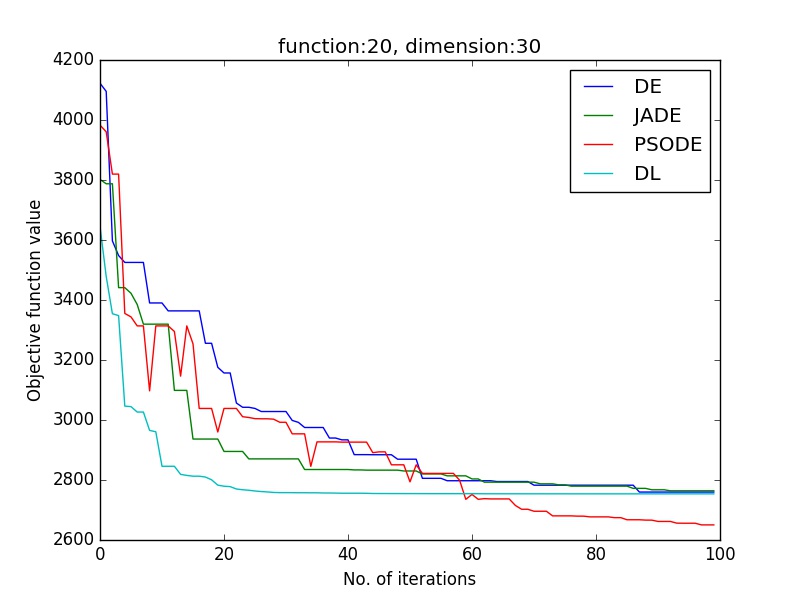 function:20, dimension:30
4200
4000
3800
3600
3400
3200
3000
2800
2600
Objective function value
DE
JADE
PSODE
DL
0
20
40
60
80
100
No. of iterations